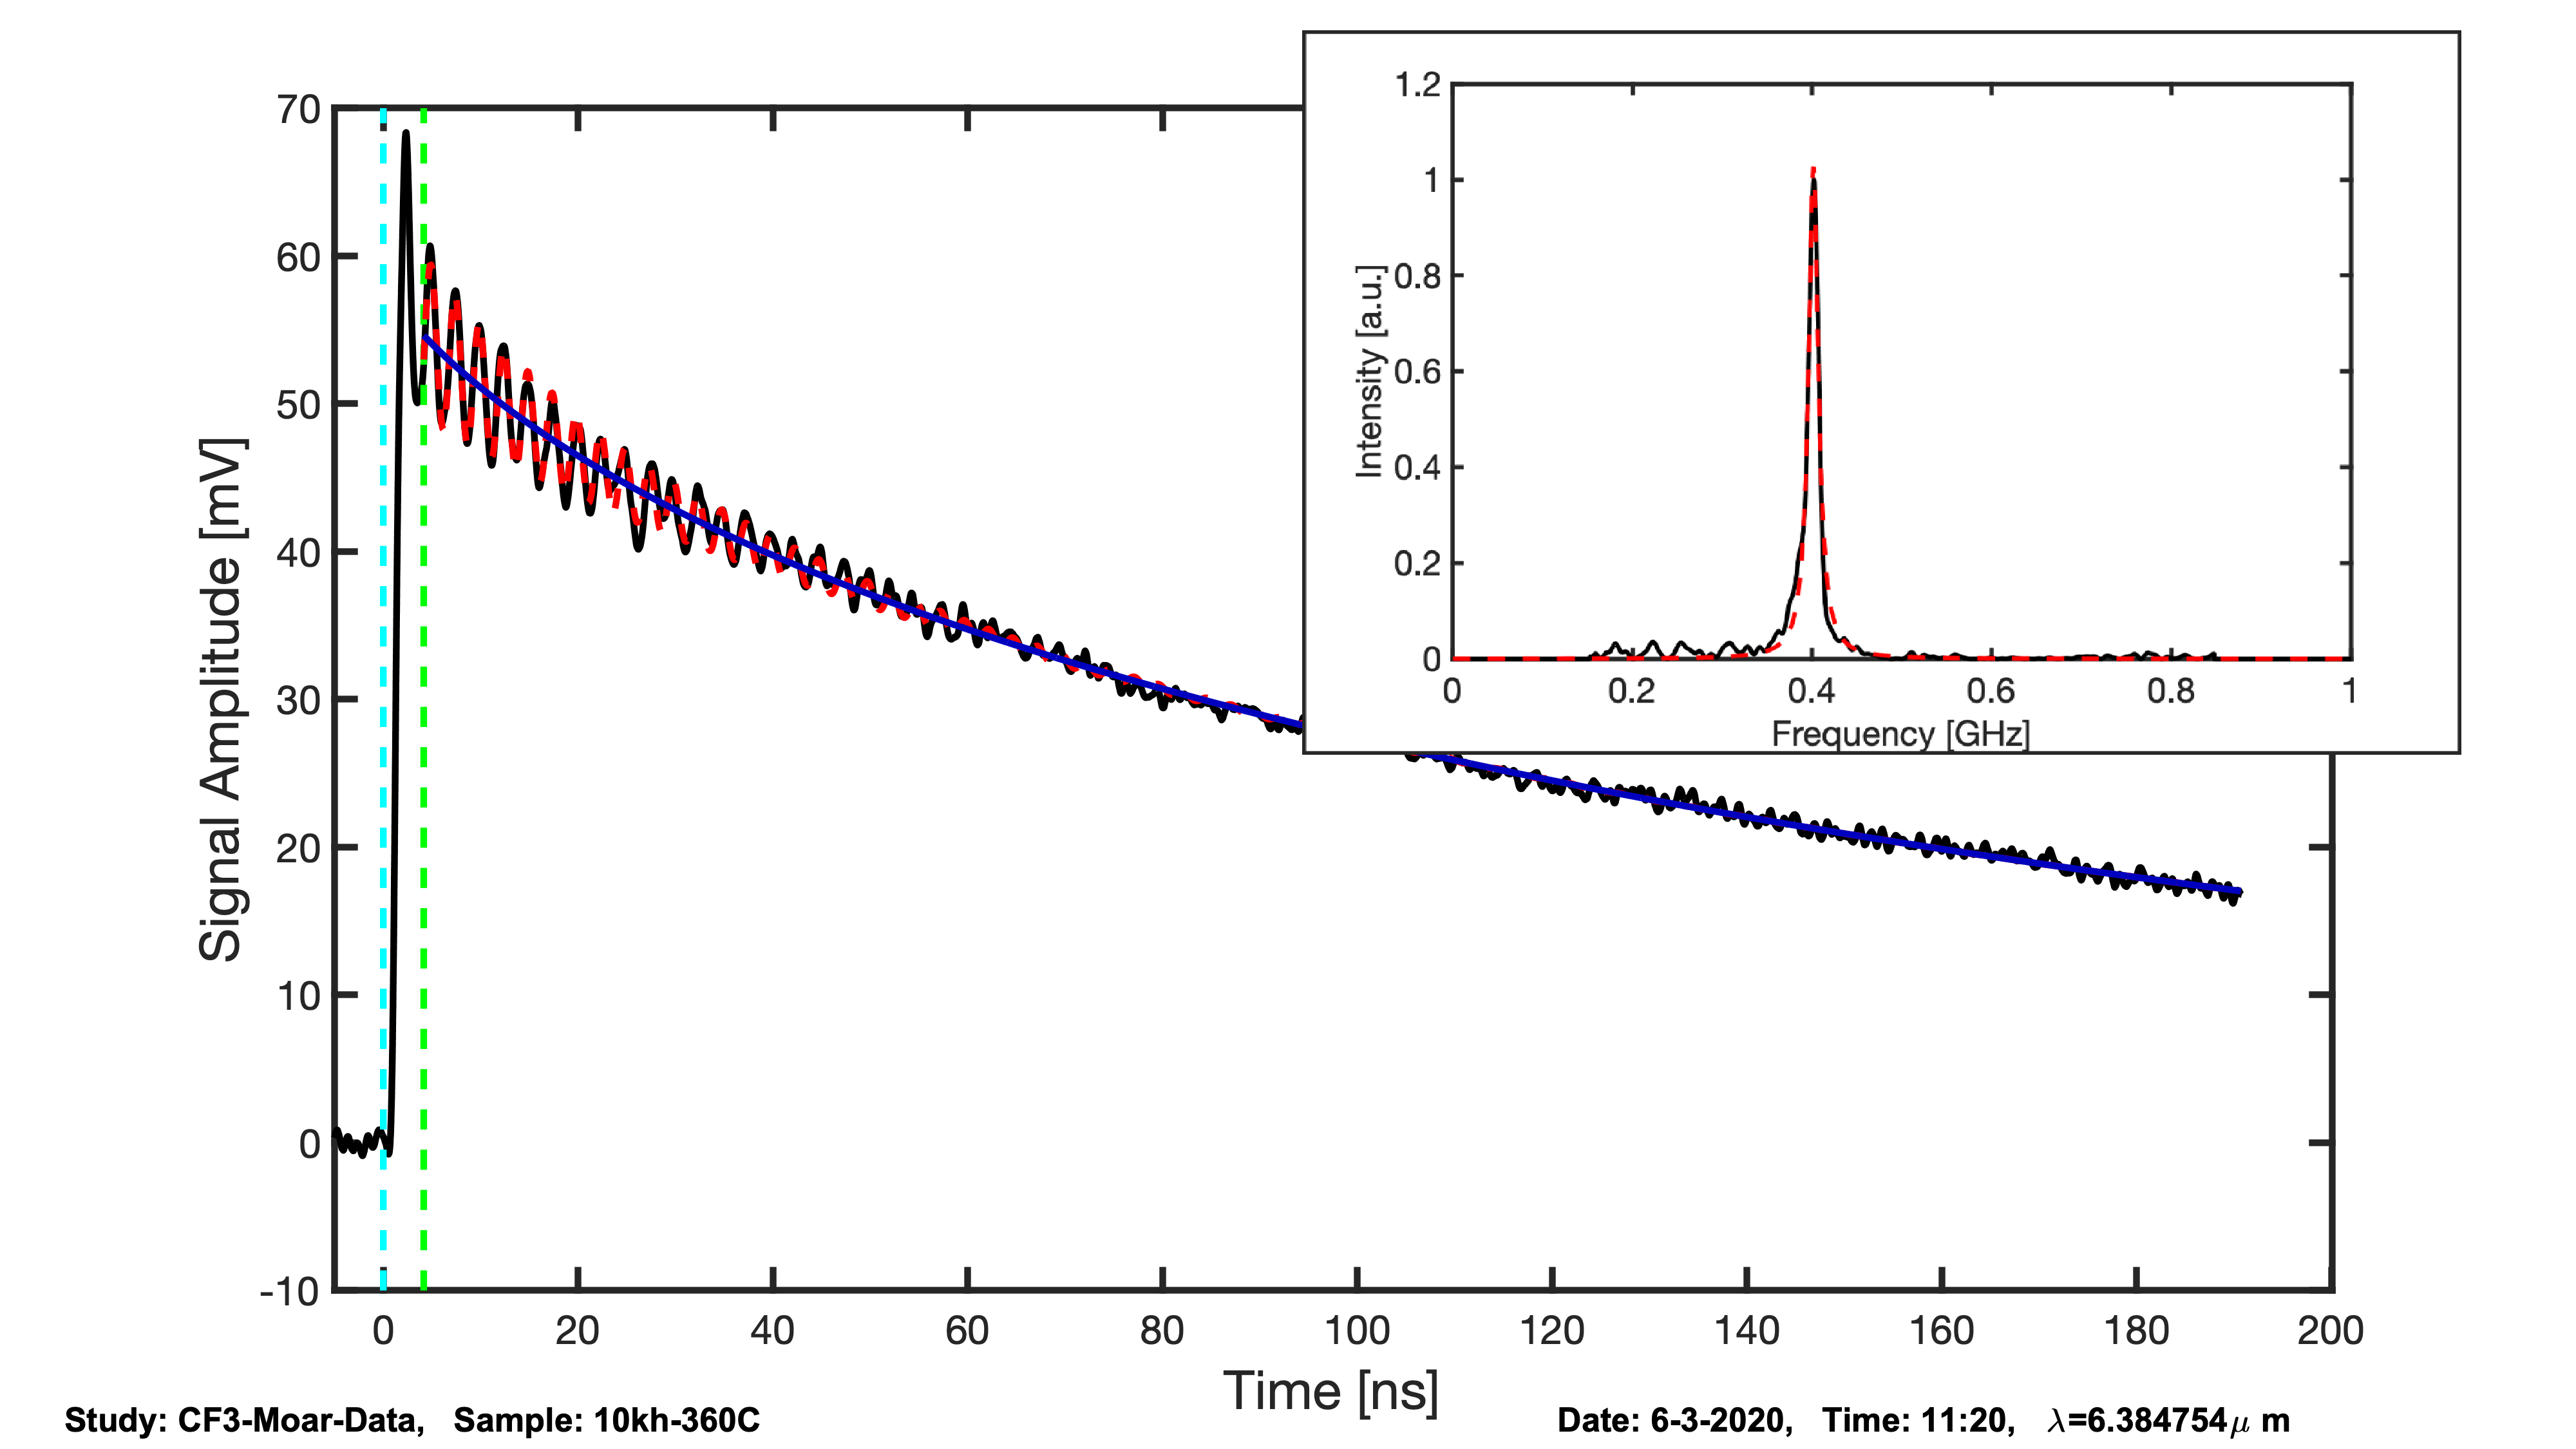 70
60
50
40
30
20
10
0
-10
Signal Amplitude [mV]
0 20 40 60 80 100 120 140 160 180 200
Time [ns]
1.2
1
0.8
0.6
0.4
0.2
0
Intensity [a.u.]
0 0.2 0.4 0.6 0.8 1
Frequency [GHz]
Study: CF3-Moar-Data, Sample: 10kh-360C
Date: 6-3-2020, Time: 11:20, λ=6.384754μ m